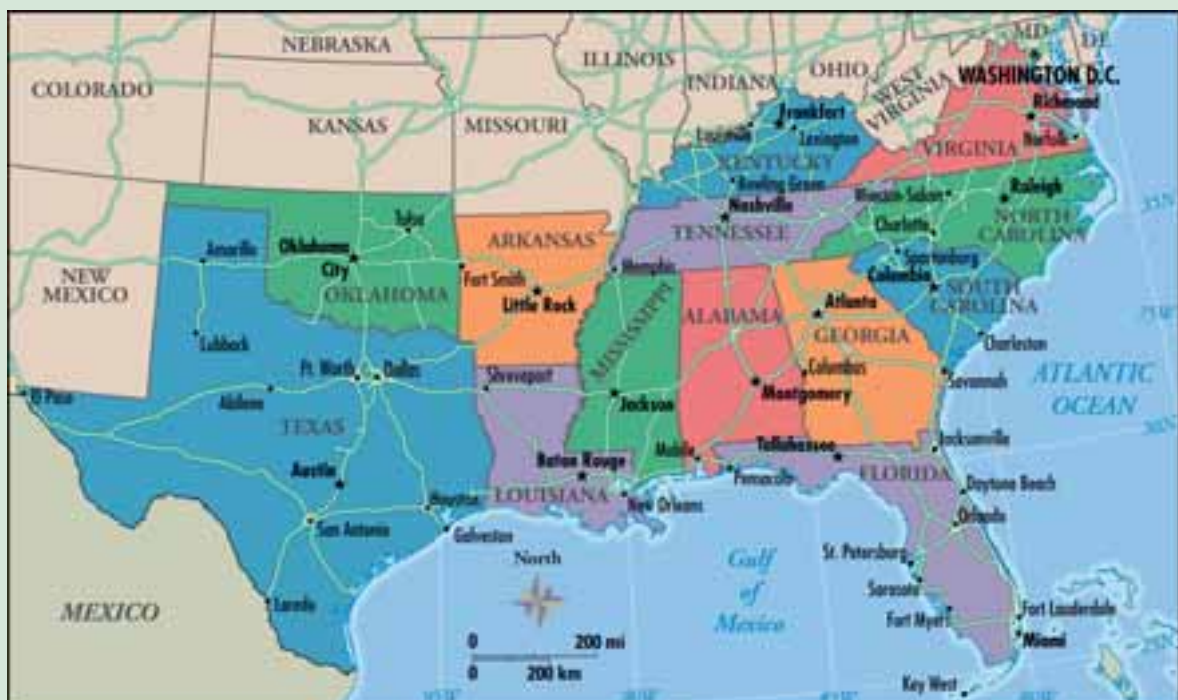 NEBRASKA
ILLINOIS
INDIANA
OHIO
MD.
DE.
WEST
VIRGINIA
WASHINGTON D.C.
COLORADO
KANSAS
MISSOURI
Louisville
Frankfort
Lexington
KENTUCKY
Bowling Green
Richmond
Norfolk
VIRGINIA
Winston-Salem
Raleigh
NORTH
CAROLINA
Charlotte
Nashville
TENNESSEE
Memphis
Spartanburg
Columbia
SOUTH
CAROLINA
Charleston
35°N
75°W
30°N
NEW
MEXICO
Amarillo
Lubbock
Oklahoma
City
Tulsa
OKLAHOMA
ARKANSAS
Fort Smith
Little Rock
MISSISSIPPI
Jackson
ALABAMA
Montgomery
Mobile
Atlanta
GEORGIA
Columbus
Savannah
ATLANTIC
OCEAN
El Paso
Abilene
Ft. Worth
Dallas
TEXAS
Austin
San Antonio
Houston
Galveston
Laredo
Shreveport
Baton Rouge
LOUISIANA
New Orleans
Pensacola
Tallahassee
Jacksonville
FLORIDA
Daytona Beach
Orlando
St. Petersburg
Sarasota
Fort Myers
Fort Lauderdale
Miami
Key West
25°N
MEXICO
Gulf
of
Mexico
North
0 200 mi
0 200 km